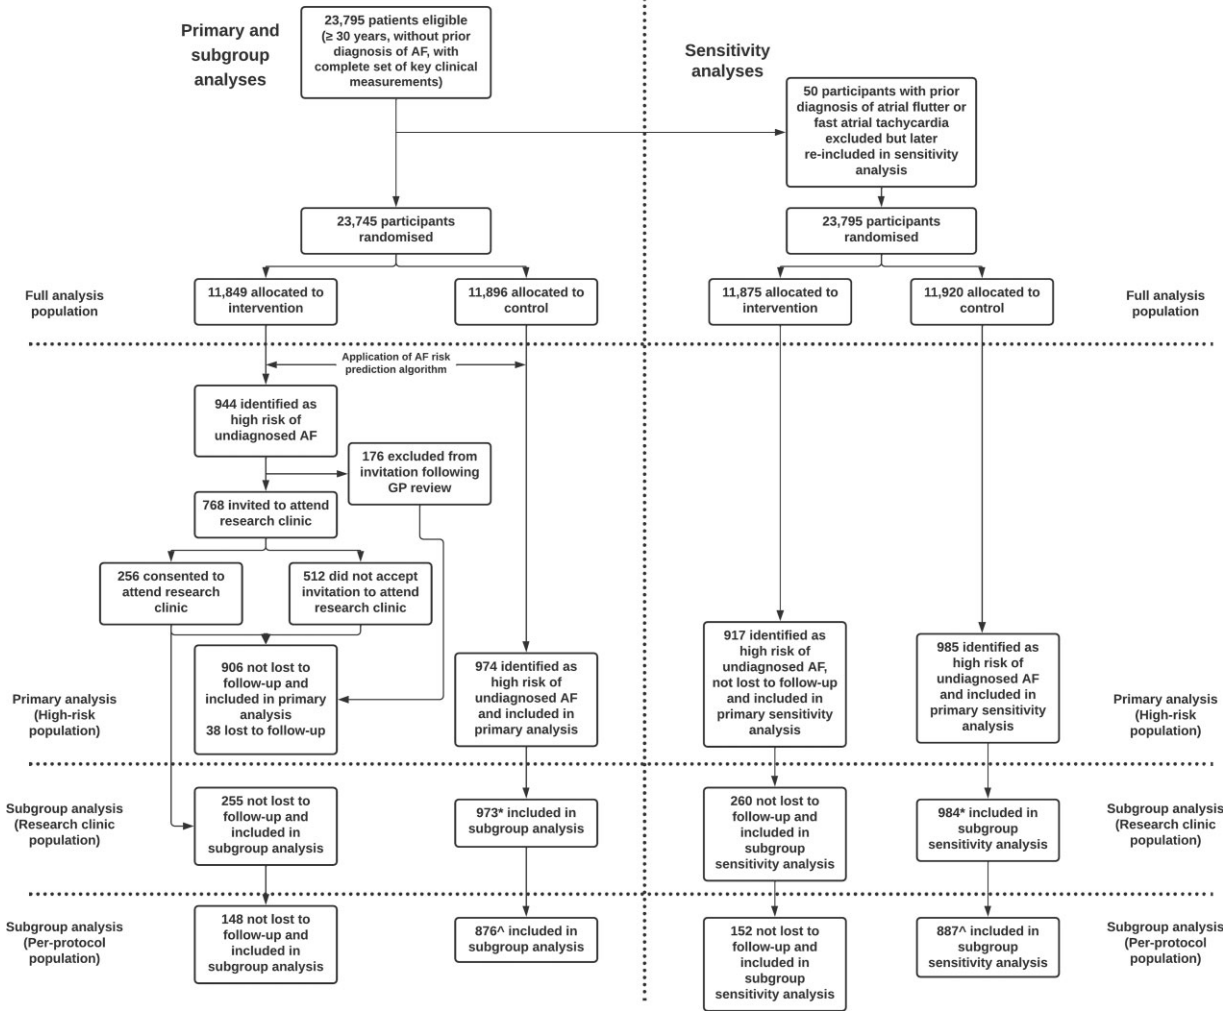 Primary and
subgroup
analyses
23,795 patients eligible
(≥ 30 years, without prior
diagnosis of AF, with
complete set of key clinical
measurements)
Sensitivity
analyses
50 participants with prior
diagnosis of atrial flutter or
fast atrial tachycardia
excluded but later
re-included in sensitivity
analysis
23,745 participants
randomised
23,795 participants
randomised
Full analysis
population
11,849 allocated to
intervention
11,896 allocated to
control
11,875 allocated to
intervention
11,920 allocated to
control
Full analysis
population
Application of AF risk
prediction algorithm
944 identified as
high risk of
undiagnosed AF
176 excluded from
invitation following
GP review
768 invited to attend
research clinic
256 consented to
attend research
clinic
512 did not accept
invitation to attend
research clinic
Primary analysis
(High-risk
population)
906 not lost to
follow-up and
included in primary
analysis
38 lost to follow-up
974 identified as
high risk of
undiagnosed AF
and included in
primary analysis
917 identified as
high risk of
undiagnosed AF,
not lost to follow-up
and included in
primary sensitivity
analysis
985 identified as
high risk of
undiagnosed AF
and included in
primary sensitivity
analysis
Primary analysis
(High-risk
population)
Subgroup analysis
(Research clinic
population)
255 not lost to
follow-up and
included in
subgroup analysis
973* included in
subgroup analysis
260 not lost to
follow-up and
included in
subgroup
sensitivity analysis
984* included in
subgroup
sensitivity analysis
Subgroup analysis
(Research clinic
population)
Subgroup analysis
(Per-protocol
population)
148 not lost to
follow-up and
included in
subgroup analysis
876^ included in
subgroup analysis
152 not lost to
follow-up and
included in
subgroup
sensitivity analysis
887^ included in
subgroup
sensitivity analysis
Subgroup analysis
(Per-protocol
population)